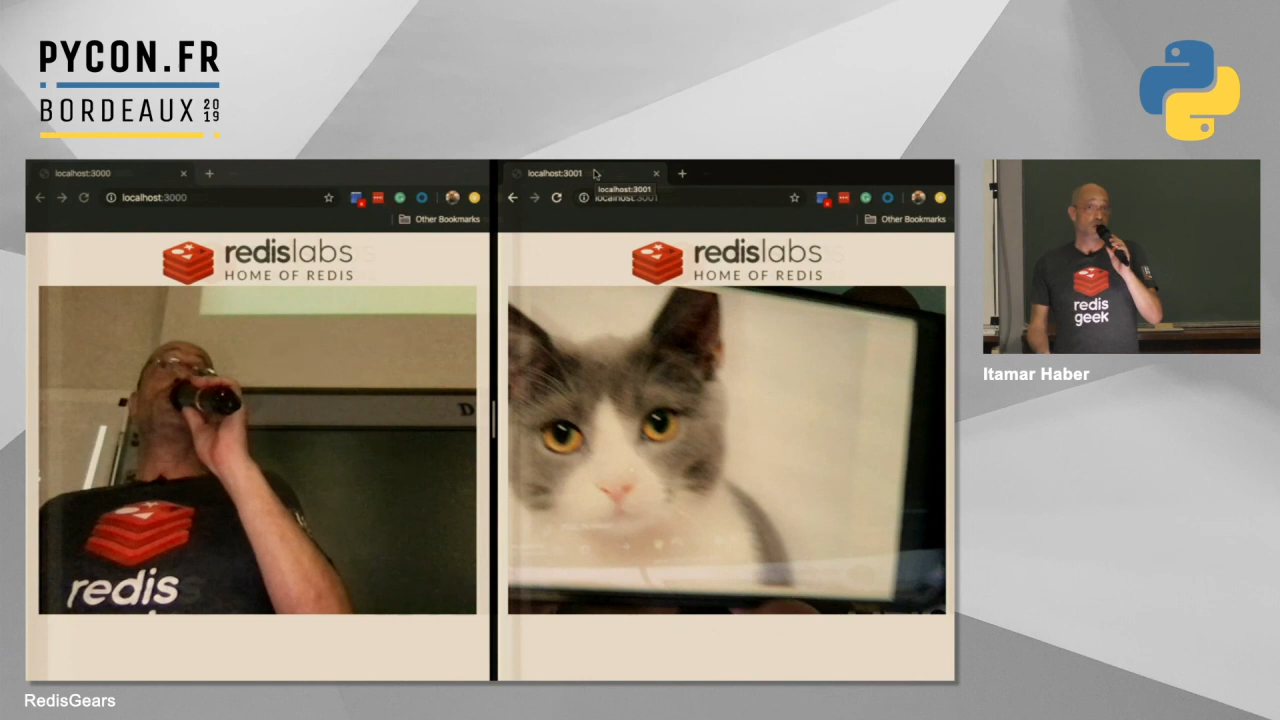 PYCON.FR
BORDEAUX 2019
localhost:3000
localhost:3000
Other Bookmarks
redislabs
HOME OF REDIS
D
redis
localhost:3001
localhost:3001
localhost:3001
Other Bookmarks
redislabs
HOME OF REDIS
redis
geek
Itamar Haber
RedisGears